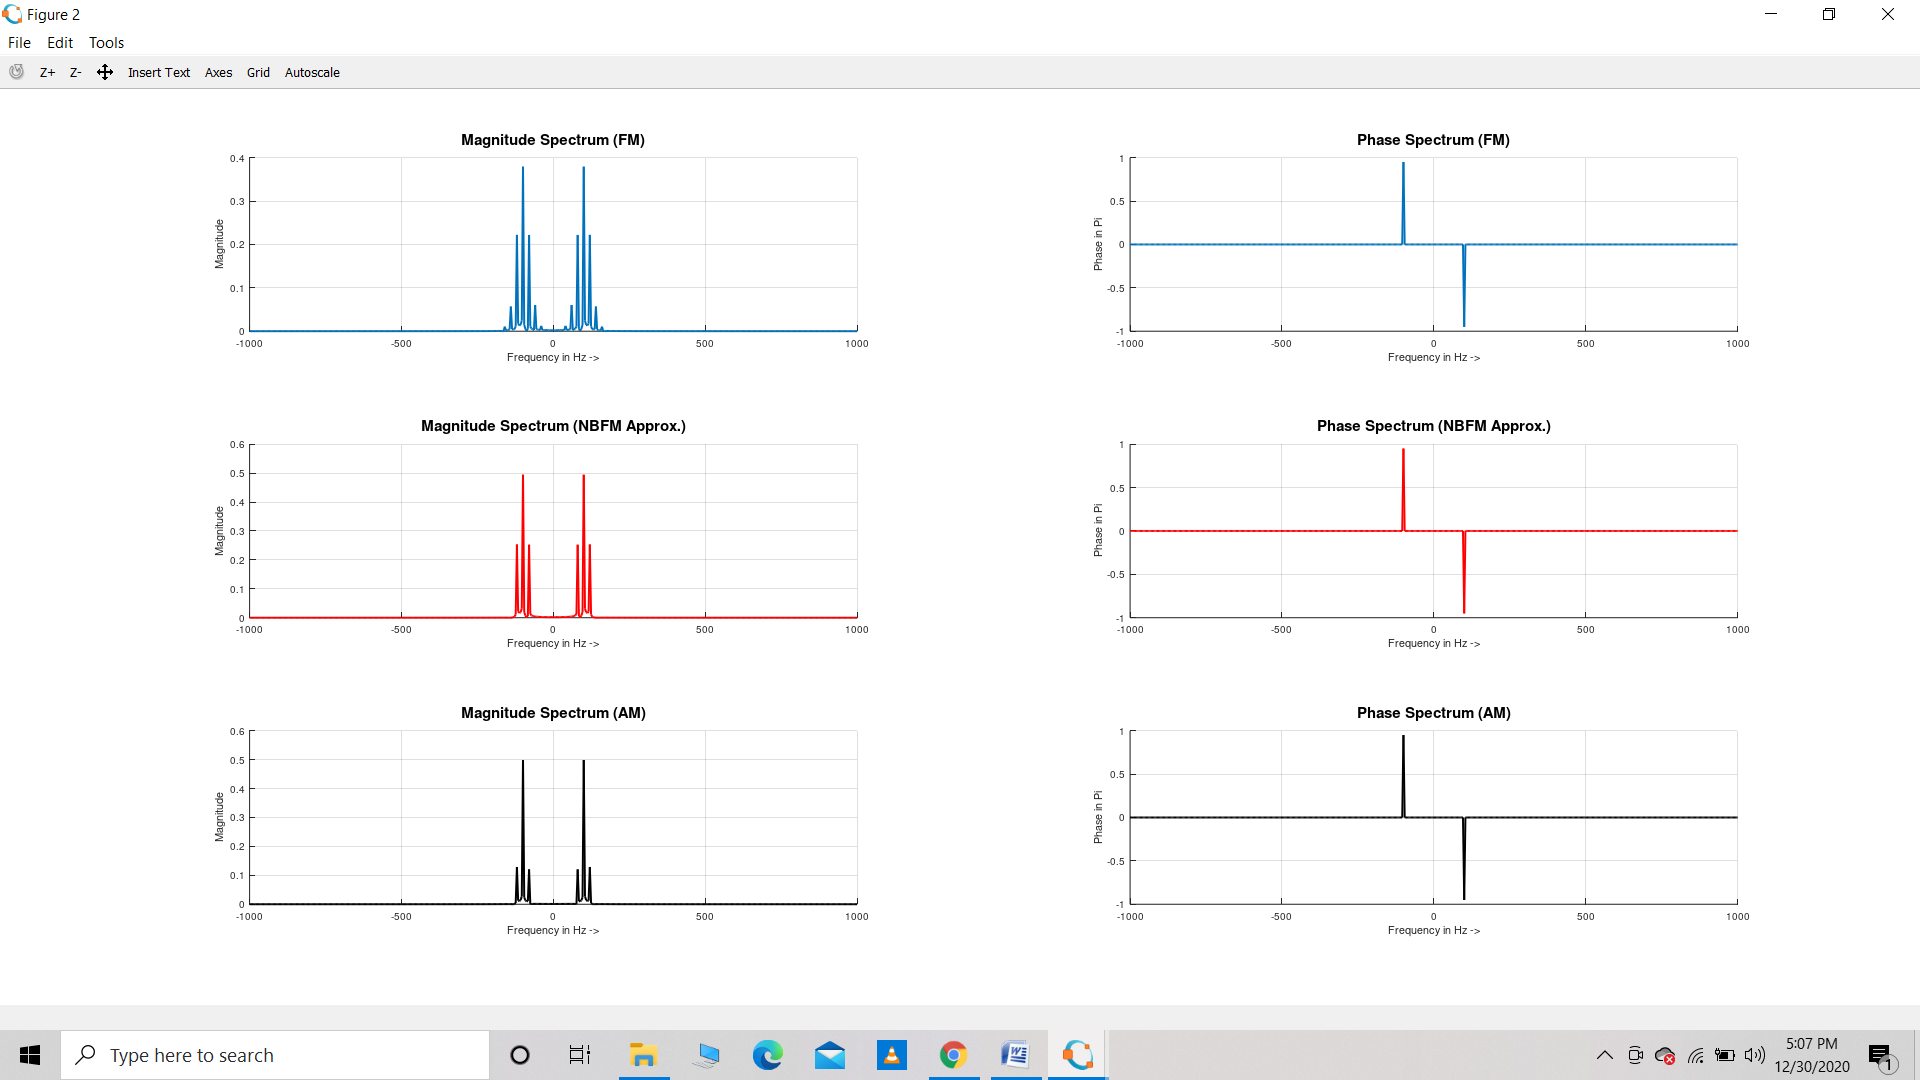 Figure 2
File Edit Tools
Z+ Z- Insert Text Axes Grid Autoscale
Magnitude Spectrum (FM)
0.4
0.3
0.2
0.1
0
Magnitude
-1000 -500 0 500 1000
Frequency in Hz ->
Phase Spectrum (FM)
1
0.5
0
-0.5
-1
Phase in Pi
-1000 -500 0 500 1000
Frequency in Hz ->
Magnitude Spectrum (NBFM Approx.)
0.6
0.5
0.4
0.3
0.2
0.1
0
Magnitude
-1000 -500 0 500 1000
Frequency in Hz ->
Phase Spectrum (NBFM Approx.)
1
0.5
0
-0.5
-1
Phase in Pi
-1000 -500 0 500 1000
Frequency in Hz ->
Magnitude Spectrum (AM)
0.6
0.5
0.4
0.3
0.2
0.1
0
Magnitude
-1000 -500 0 500 1000
Frequency in Hz ->
Phase Spectrum (AM)
1
0.5
0
-0.5
-1
Phase in Pi
-1000 -500 0 500 1000
Frequency in Hz ->
Type here to search
W
5:07 PM
12/30/2020
1